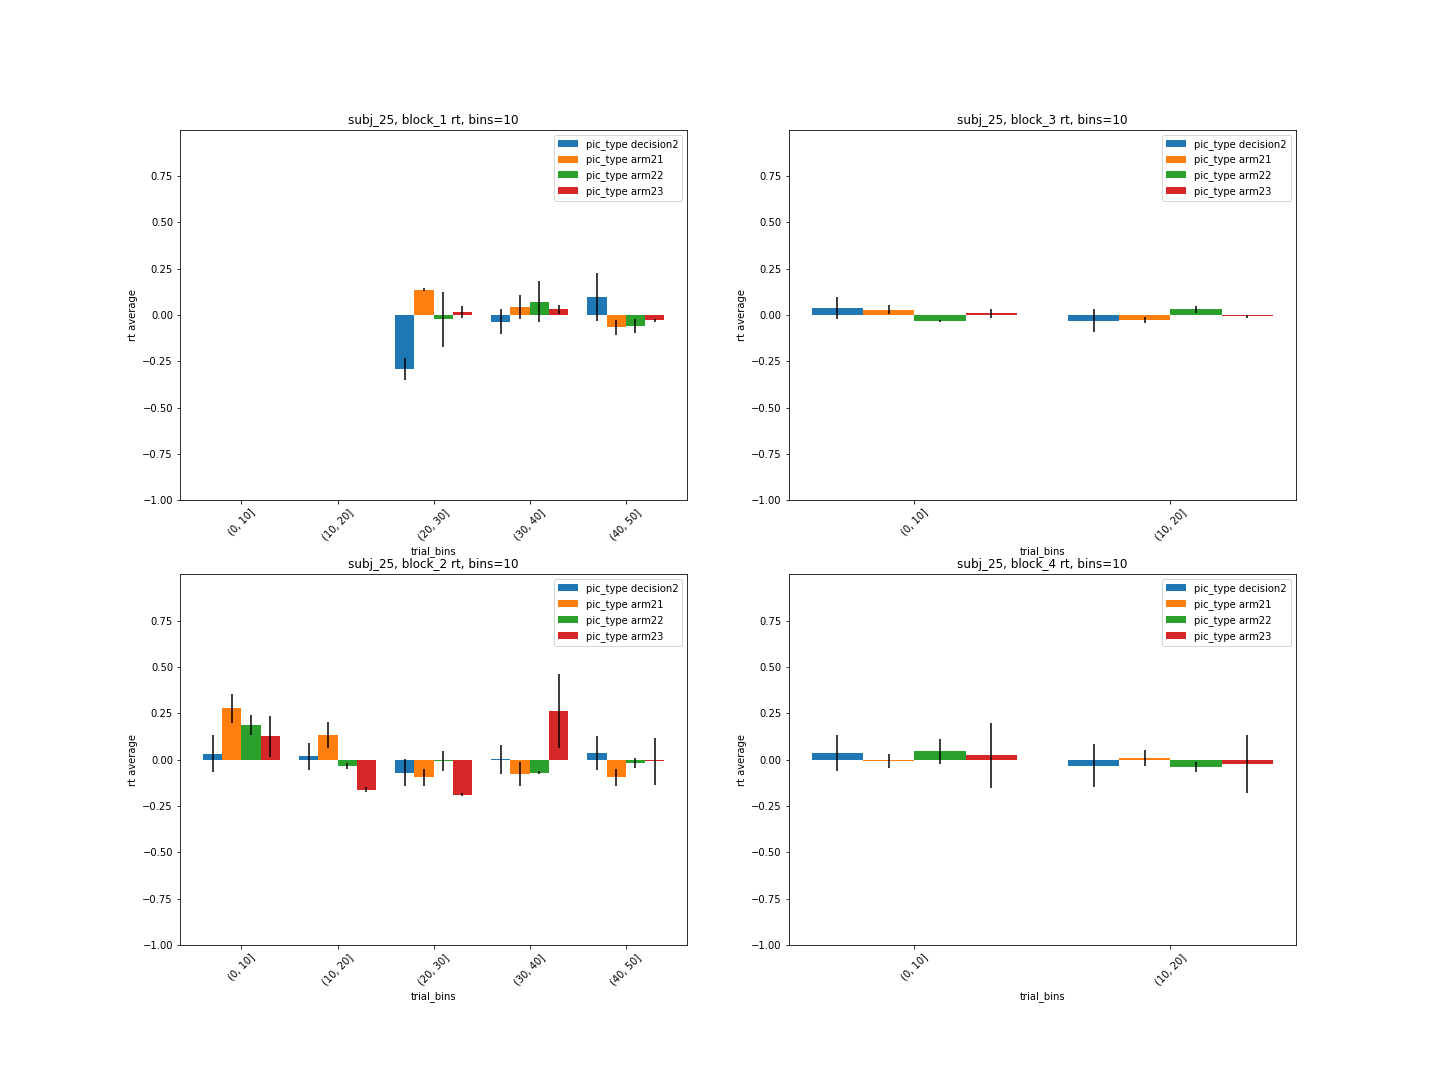 subj_25, block_1 rt, bins=10
pic_type decision2
pic_type arm21
pic_type arm22
pic_type arm23
0.75
0.50
0.25
0.00
−0.25
−0.50
−0.75
−1.00
rt average
(0, 10]
(10, 20]
(20, 30]
(30, 40]
(40, 50]
trial_bins
subj_25, block_3 rt, bins=10
pic_type decision2
pic_type arm21
pic_type arm22
pic_type arm23
0.75
0.50
0.25
0.00
−0.25
−0.50
−0.75
−1.00
rt average
(0, 10]
(10, 20]
trial_bins
subj_25, block_2 rt, bins=10
pic_type decision2
pic_type arm21
pic_type arm22
pic_type arm23
0.75
0.50
0.25
0.00
−0.25
−0.50
−0.75
−1.00
rt average
(0, 10]
(10, 20]
(20, 30]
(30, 40]
(40, 50]
trial_bins
subj_25, block_4 rt, bins=10
pic_type decision2
pic_type arm21
pic_type arm22
pic_type arm23
0.75
0.50
0.25
0.00
−0.25
−0.50
−0.75
−1.00
rt average
(0, 10]
(10, 20]
trial_bins